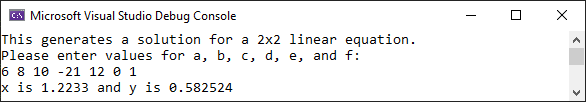 Microsoft Visual Studio Debug Console
This generates a solution for a 2x2 linear equation.
Please enter values for a, b, c, d, e, and f:
6 8 10 -21 12 0 1
x is 1.2233 and y is 0.582524